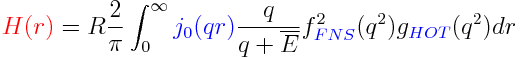 H(r) = R \frac{2}{\pi} \int_0^\infty j_0(qr) \frac{q}{q + \overline{E}} f_{FNS}^2(q^2) g_{HOT}(q^2) dr